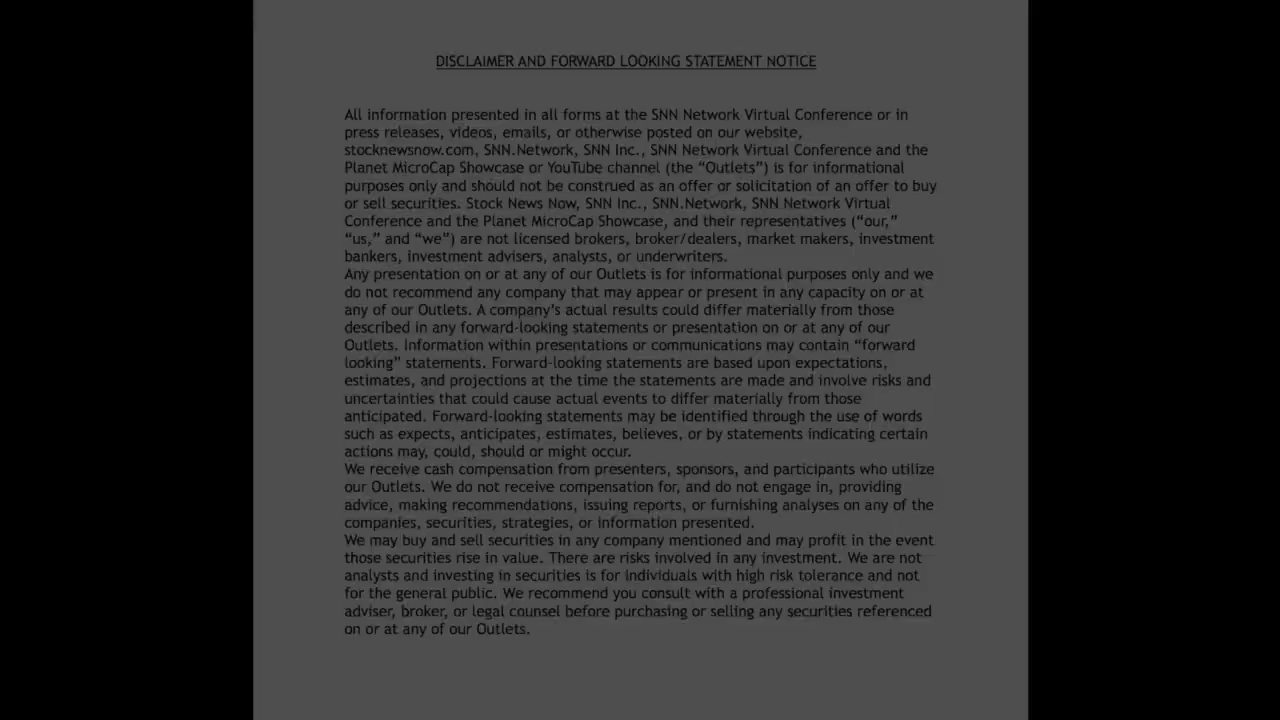 DISCLAIMER AND FORWARD LOOKING STATEMENT NOTICE
All information presented in all forms at the SNN Network Virtual Conference or in
press releases, videos, emails, or otherwise posted on our website,
stocknewsnow.com, SNN.Network, SNN Inc., SNN Network Virtual Conference and the
Planet MicroCap Showcase or YouTube channel (the “Outlets”) is for informational
purposes only and should not be construed as an offer or solicitation of an offer to buy
or sell securities. Stock News Now, SNN Inc., SNN.Network, SNN Network Virtual
Conference and the Planet MicroCap Showcase, and their representatives (“our,”
“us,” and “we”) are not licensed brokers, broker/dealers, market makers, investment
bankers, investment advisers, analysts, or underwriters.
Any presentation on or at any of our Outlets is for informational purposes only and we
do not recommend any company that may appear or present in any capacity on or at
any of our Outlets. A company’s actual results could differ materially from those
described in any forward-looking statements or presentation on or at any of our
Outlets. Information within presentations or communications may contain “forward
looking” statements. Forward-looking statements are based upon expectations,
estimates, and projections at the time the statements are made and involve risks and
uncertainties that could cause actual events to differ materially from those
anticipated. Forward-looking statements may be identified through the use of words
such as expects, anticipates, estimates, believes, or by statements indicating certain
actions may, could, should or might occur.
We receive cash compensation from presenters, sponsors, and participants who utilize
our Outlets. We do not receive compensation for, and do not engage in, providing
advice, making recommendations, issuing reports, or furnishing analyses on any of the
companies, securities, strategies, or information presented.
We may buy and sell securities in any company mentioned and may profit in the event
those securities rise in value. There are risks involved in any investment. We are not
analysts and investing in securities is for individuals with high risk tolerance and not
for the general public. We recommend you consult with a professional investment
adviser, broker, or legal counsel before purchasing or selling any securities referenced
on or at any of our Outlets.